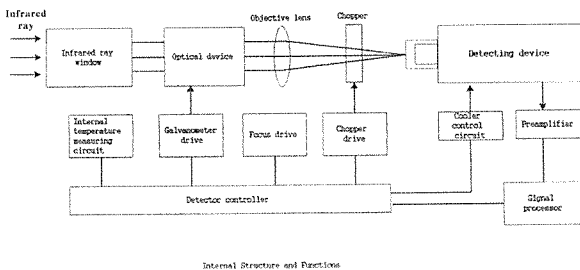 Infrared
ray
Objective lens
Chopper
Infrared ray
window
Optical device
Detecting device
Internal
temperature
measuring
circuit
Galvanometer
drive
Focus drive
Chopper
drive
Cooler
control
circuit
Preamplifier
Detector controller
Signal
processor
Internal Structure and Functions